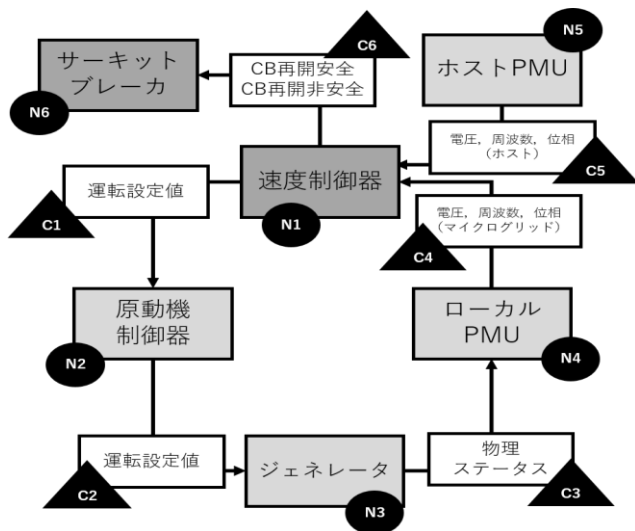 C6
N5
サーキット
ブレーカ
N6
CB再開安全
CB再開非安全
ホストPMU
電圧，周波数，位相
（ホスト）
C5
運転設定値
C1
速度制御器
N1
電圧，周波数，位相
（マイクログリッド）
C4
原動機
制御器
N2
ローカル
PMU
N4
運転設定値
C2
ジェネレータ
N3
物理
ステータス
C3